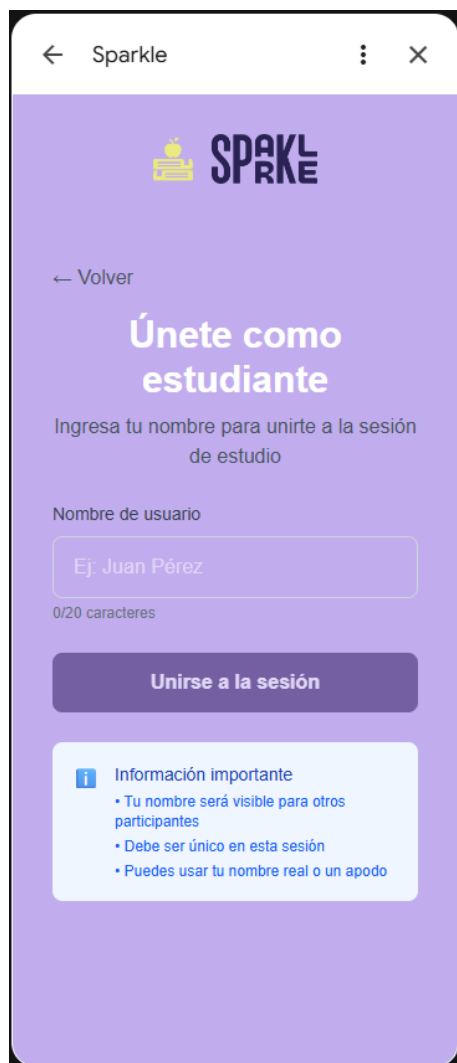 Sparkle
SPARKLE
← Volver
Únete como
estudiante
Ingresa tu nombre para unirte a la sesión
de estudio
Nombre de usuario
Ej: Juan Pérez
0/20 caracteres
Unirse a la sesión
Información importante
• Tu nombre será visible para otros
participantes
• Debe ser único en esta sesión
• Puedes usar tu nombre real o un apodo